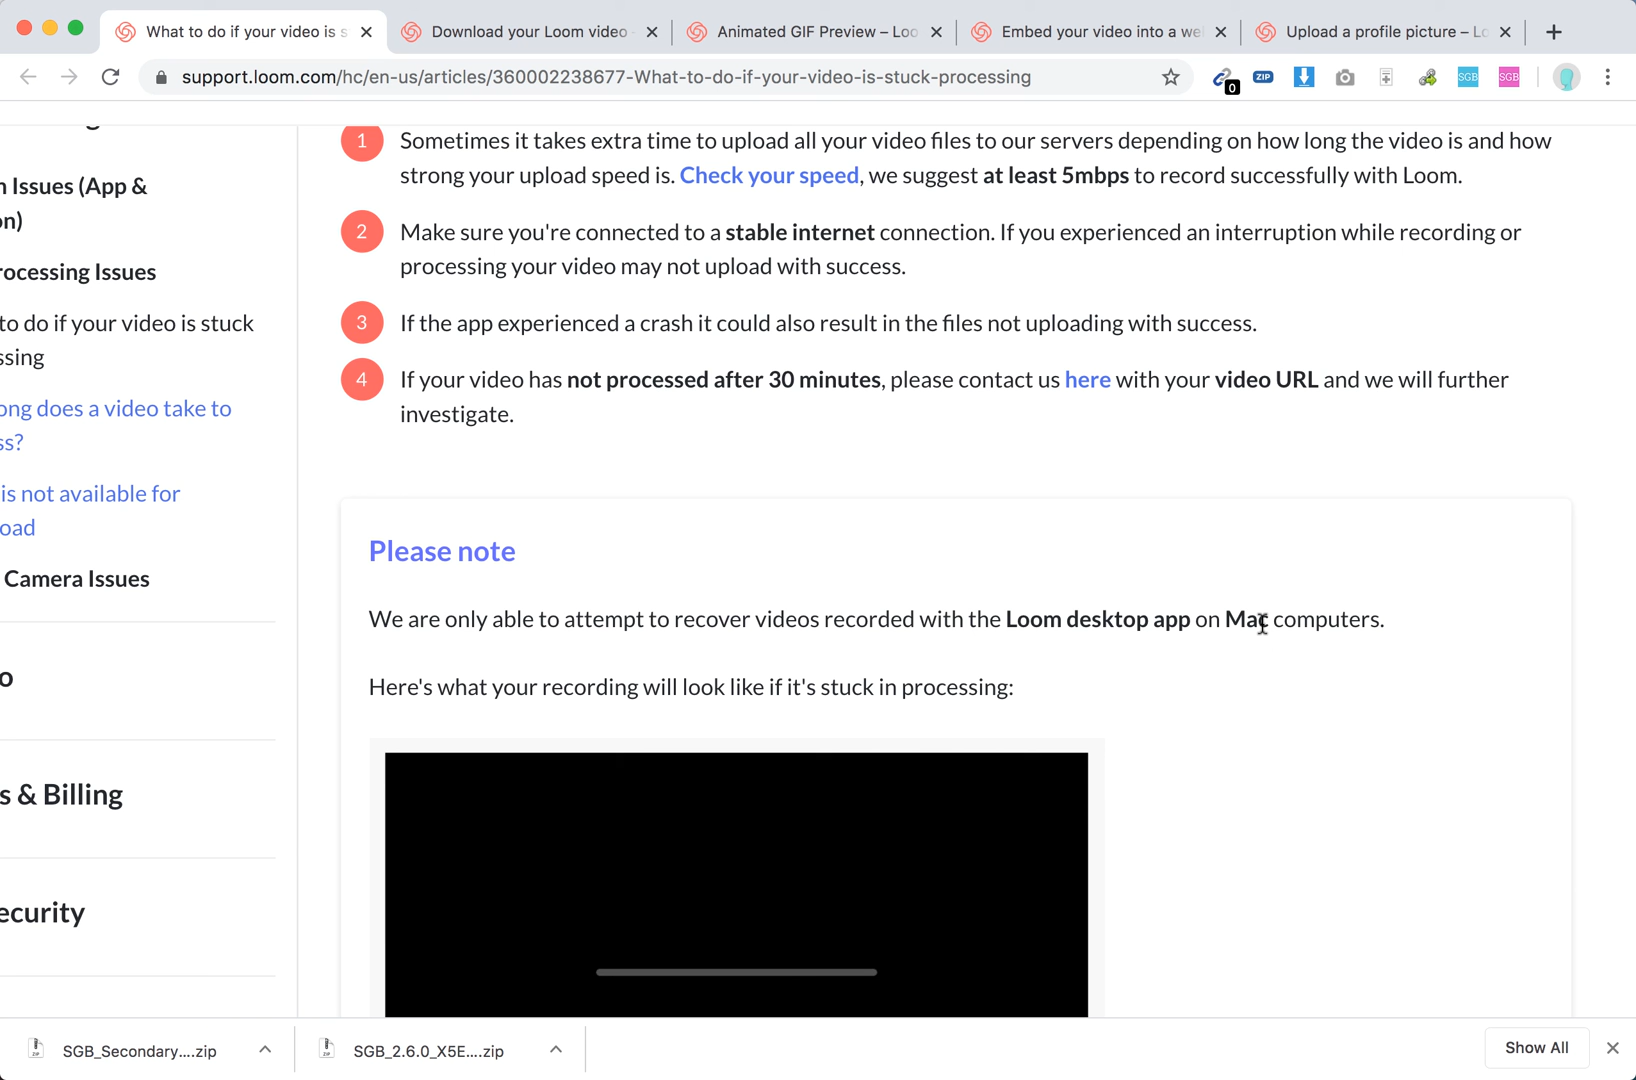 What to do if your video is s
Download your Loom video
Animated GIF Preview – Loo
Embed your video into a we
Upload a profile picture – Lo
support.loom.com/hc/en-us/articles/360002238677-What-to-do-if-your-video-is-stuck-processing
0
ZIP
SGB
SGB
n Issues (App &
on)
rocessing Issues
to do if your video is stuck
ssing
ong does a video take to
ss?
is not available for
oad
Camera Issues
o
s & Billing
ecurity
1 Sometimes it takes extra time to upload all your video files to our servers depending on how long the video is and how
strong your upload speed is. Check your speed, we suggest at least 5mbps to record successfully with Loom.
2 Make sure you're connected to a stable internet connection. If you experienced an interruption while recording or
processing your video may not upload with success.
3 If the app experienced a crash it could also result in the files not uploading with success.
4 If your video has not processed after 30 minutes, please contact us here with your video URL and we will further
investigate.
Please note
We are only able to attempt to recover videos recorded with the Loom desktop app on Mac computers.
Here's what your recording will look like if it's stuck in processing:
SGB_Secondary....zip
SGB_2.6.0_X5E....zip
Show All